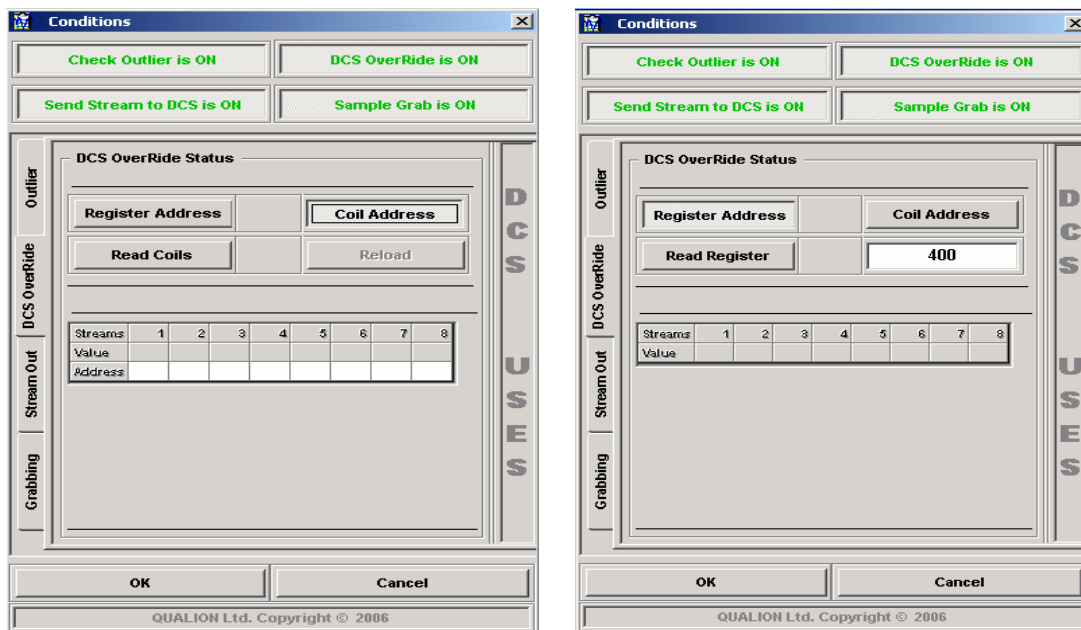 Conditions
Check Outlier is ON
DCS OverRide is ON
Send Stream to DCS is ON
Sample Grab is ON
Outlier
DCS OverRide
Stream Out
Grabbing
DCS OverRide Status
Register Address
Coil Address
Read Coils
Reload
Streams 1 2 3 4 5 6 7 8
Value
Address
DCS USES
OK
Cancel
QUALION Ltd. Copyright © 2006
Conditions
Check Outlier is ON
DCS OverRide is ON
Send Stream to DCS is ON
Sample Grab is ON
Outlier
DCS OverRide
Stream Out
Grabbing
DCS OverRide Status
Register Address
Coil Address
Read Register
400
Streams 1 2 3 4 5 6 7 8
Value
DCS USES
OK
Cancel
QUALION Ltd. Copyright © 2006